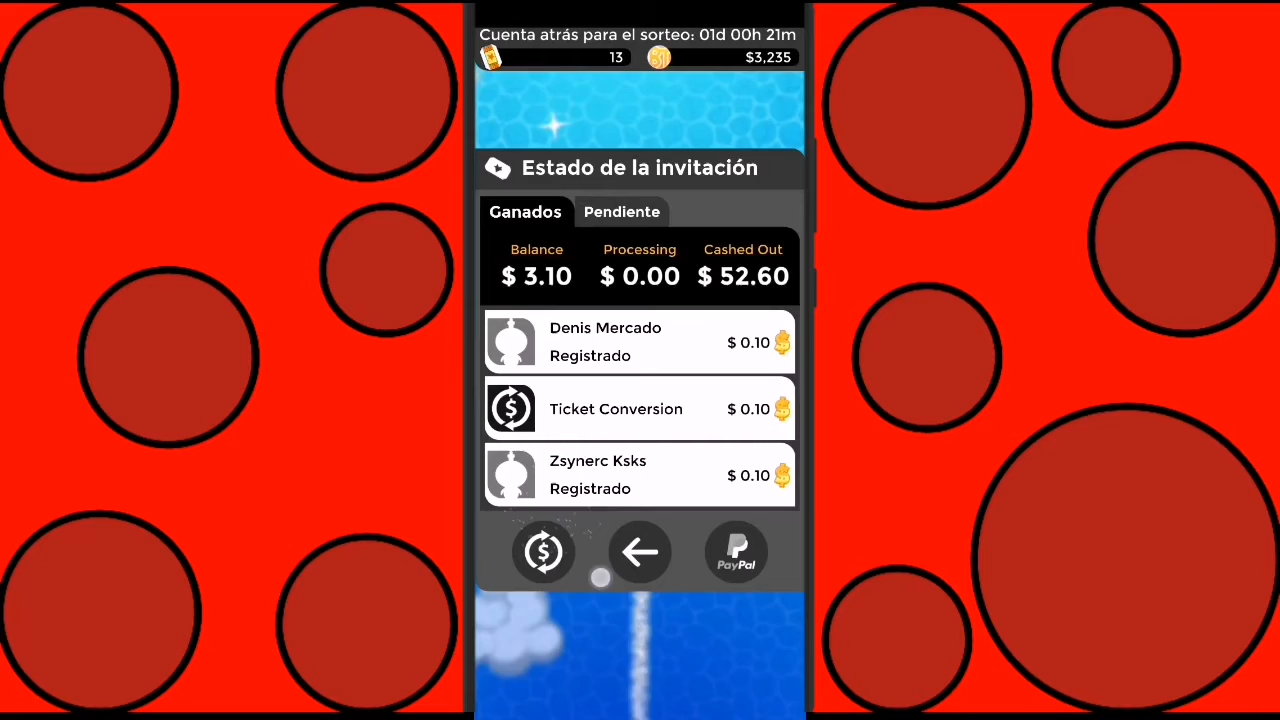 Cuenta atrás para el sorteo: 01d 00h 21m
13
$3,235
Estado de la invitación
Ganados
Pendiente
Balance
Processing
Cashed Out
$ 3.10
$ 0.00
$ 52.60
Denis Mercado
Registrado
$ 0.10
Ticket Conversion
$ 0.10
Zsynerc Ksks
Registrado
$ 0.10
PayPal